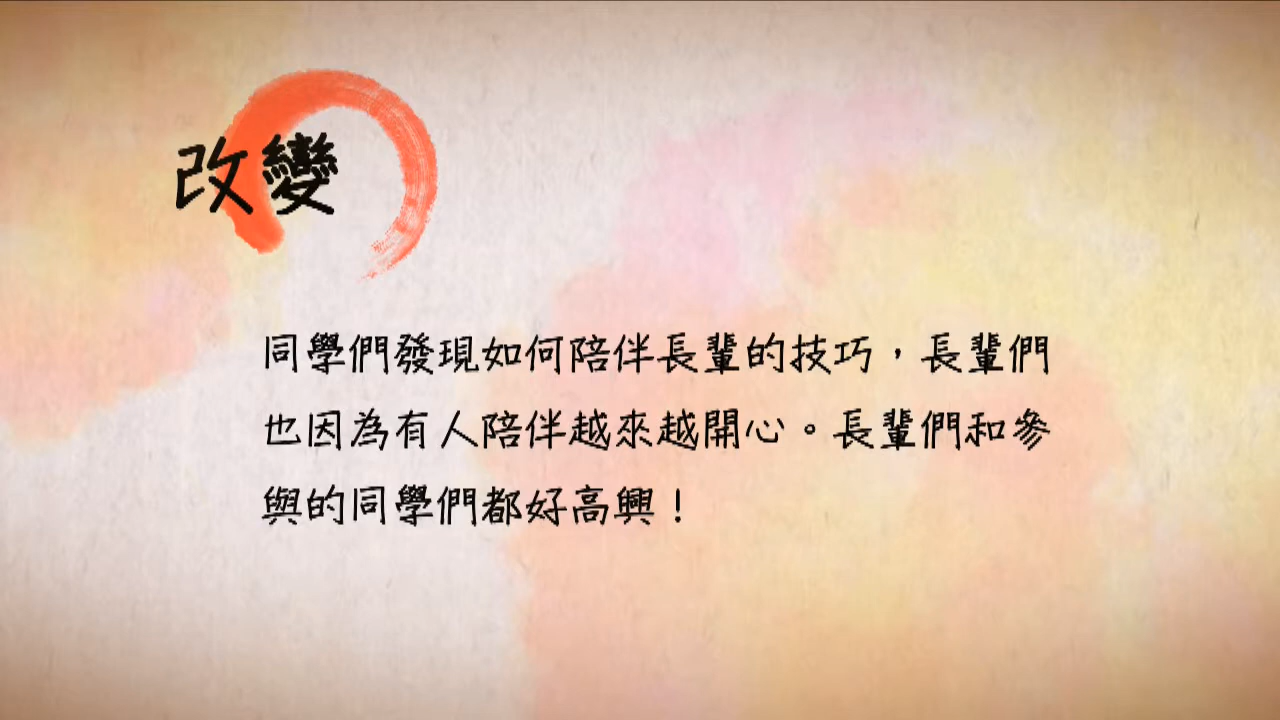 改變
同學們發現如何陪伴長輩的技巧，長輩們
也因為有人陪伴越來越開心。長輩們和參
與的同學們都好高興！